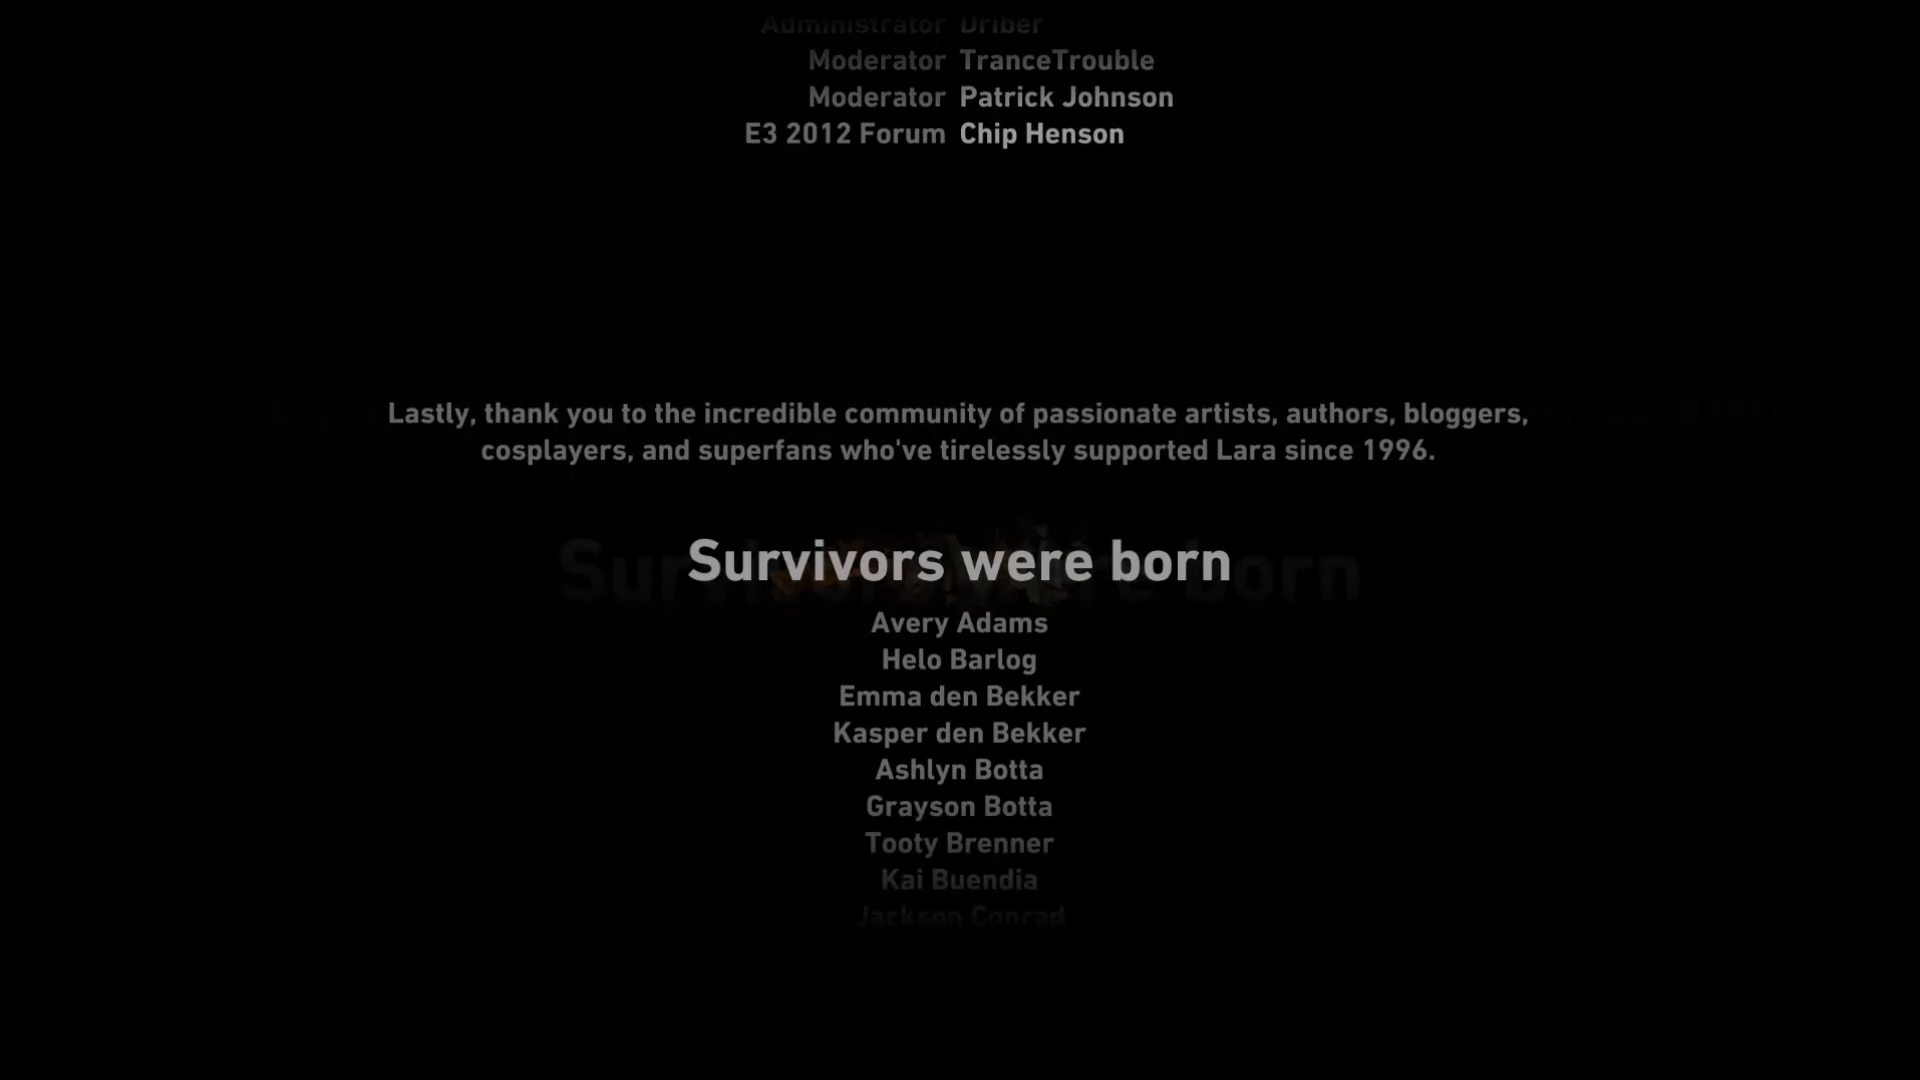 Administrator Driber
Moderator TranceTrouble
Moderator Patrick Johnson
E3 2012 Forum Chip Henson
Lastly, thank you to the incredible community of passionate artists, authors, bloggers,
cosplayers, and superfans who've tirelessly supported Lara since 1996.
Survivors were born
Avery Adams
Helo Barlog
Emma den Bekker
Kasper den Bekker
Ashlyn Botta
Grayson Botta
Tooty Brenner
Kai Buendia
Jackson Conrad